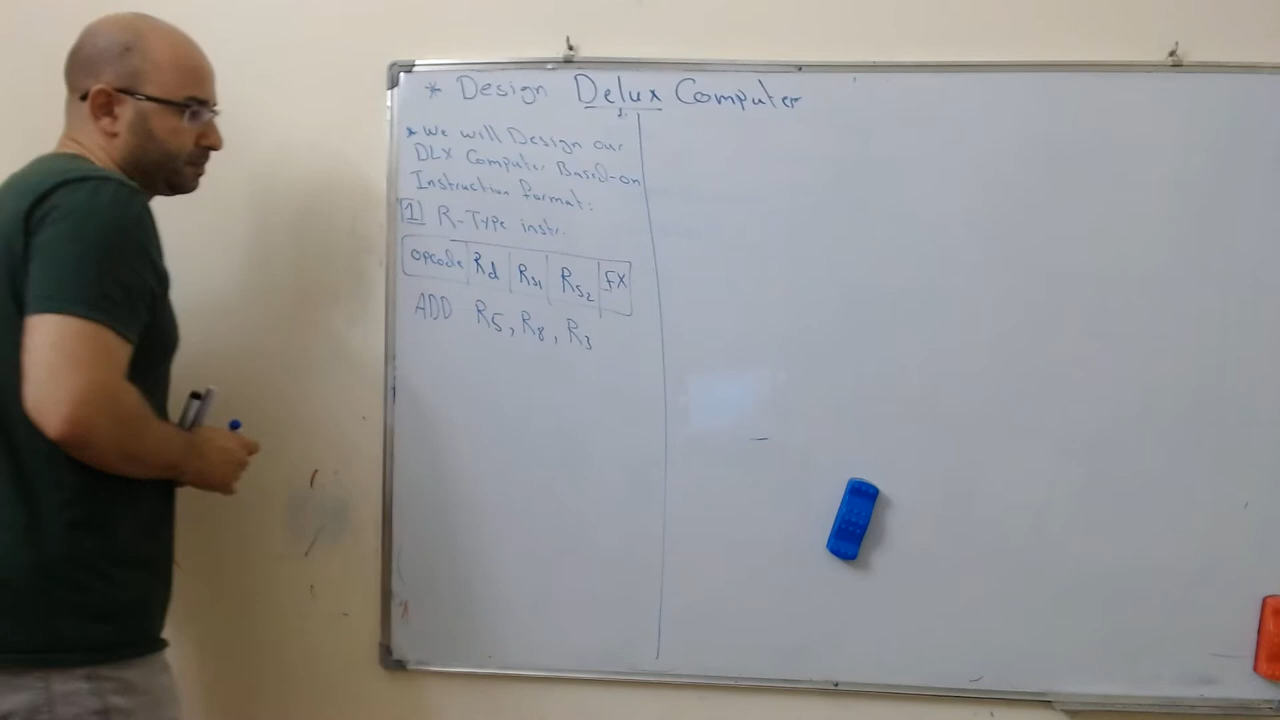 * Design Delux Computer
* We will Design our
DLX Computer Based-on
Instruction format:
1 R-Type instr.
opcode Rd Rs1 Rs2 fx
ADD R5, R8, R3